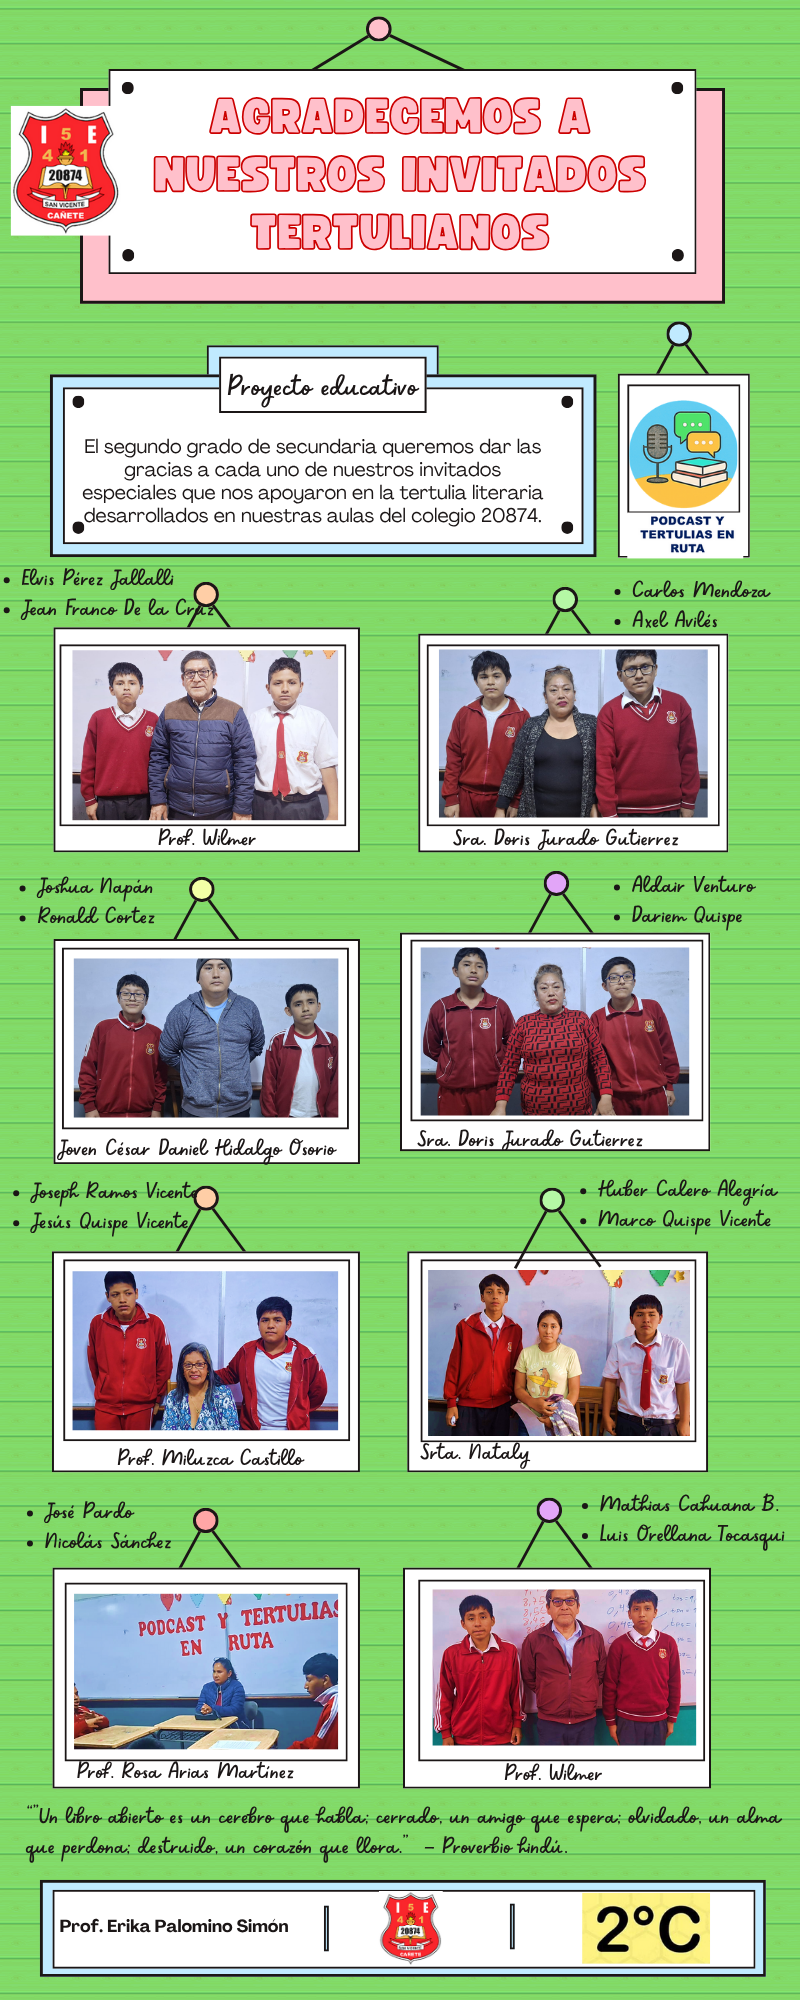 AGRADECEMOS A
NUESTROS INVITADOS
TERTULIANOS
I 5 E
4 1
20874
SAN VICENTE
CAÑETE
Proyecto educativo
El segundo grado de secundaria queremos dar las
gracias a cada uno de nuestros invitados
especiales que nos apoyaron en la tertulia literaria
desarrollados en nuestras aulas del colegio 20874.
PODCAST Y
TERTULIAS EN
RUTA
• Elvis Pérez Jallalli
• Jean Franco De la Cruz
Prof. Wilmer
• Carlos Mendoza
• Axel Avilés
Sra. Doris Jurado Gutierrez
• Joshua Napán
• Ronald Cortez
Joven César Daniel Hidalgo Osorio
• Aldair Venturo
• Dariem Quispe
Sra. Doris Jurado Gutierrez
• Joseph Ramos Vicente
• Jesús Quispe Vicente
Prof. Miluzca Castillo
• Huber Calero Alegría
• Marco Quispe Vicente
Srta. Nataly
• José Pardo
• Nicolás Sánchez
PODCAST Y TERTULIAS
EN RUTA
Prof. Rosa Arias Martínez
• Mathias Cahuana B.
• Luis Orellana Tocasqui
Prof. Wilmer
“"Un libro abierto es un cerebro que habla; cerrado, un amigo que espera; olvidado, un alma
que perdona; destruido, un corazón que llora." — Proverbio hindú.
Prof. Erika Palomino Simón
I 5 E
4 1
20874
SAN VICENTE
CAÑETE
2°C